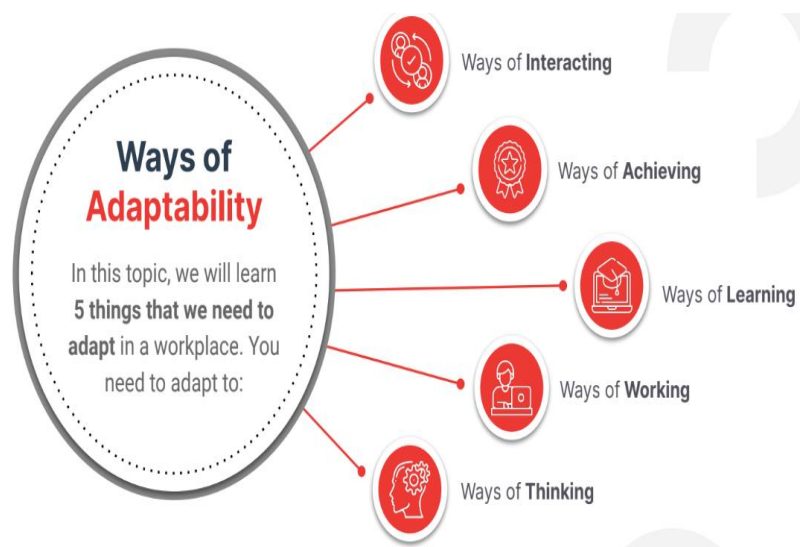 Ways of
Adaptability
In this topic, we will learn
5 things that we need to
adapt in a workplace. You
need to adapt to:
Ways of Interacting
Ways of Achieving
Ways of Learning
Ways of Working
Ways of Thinking